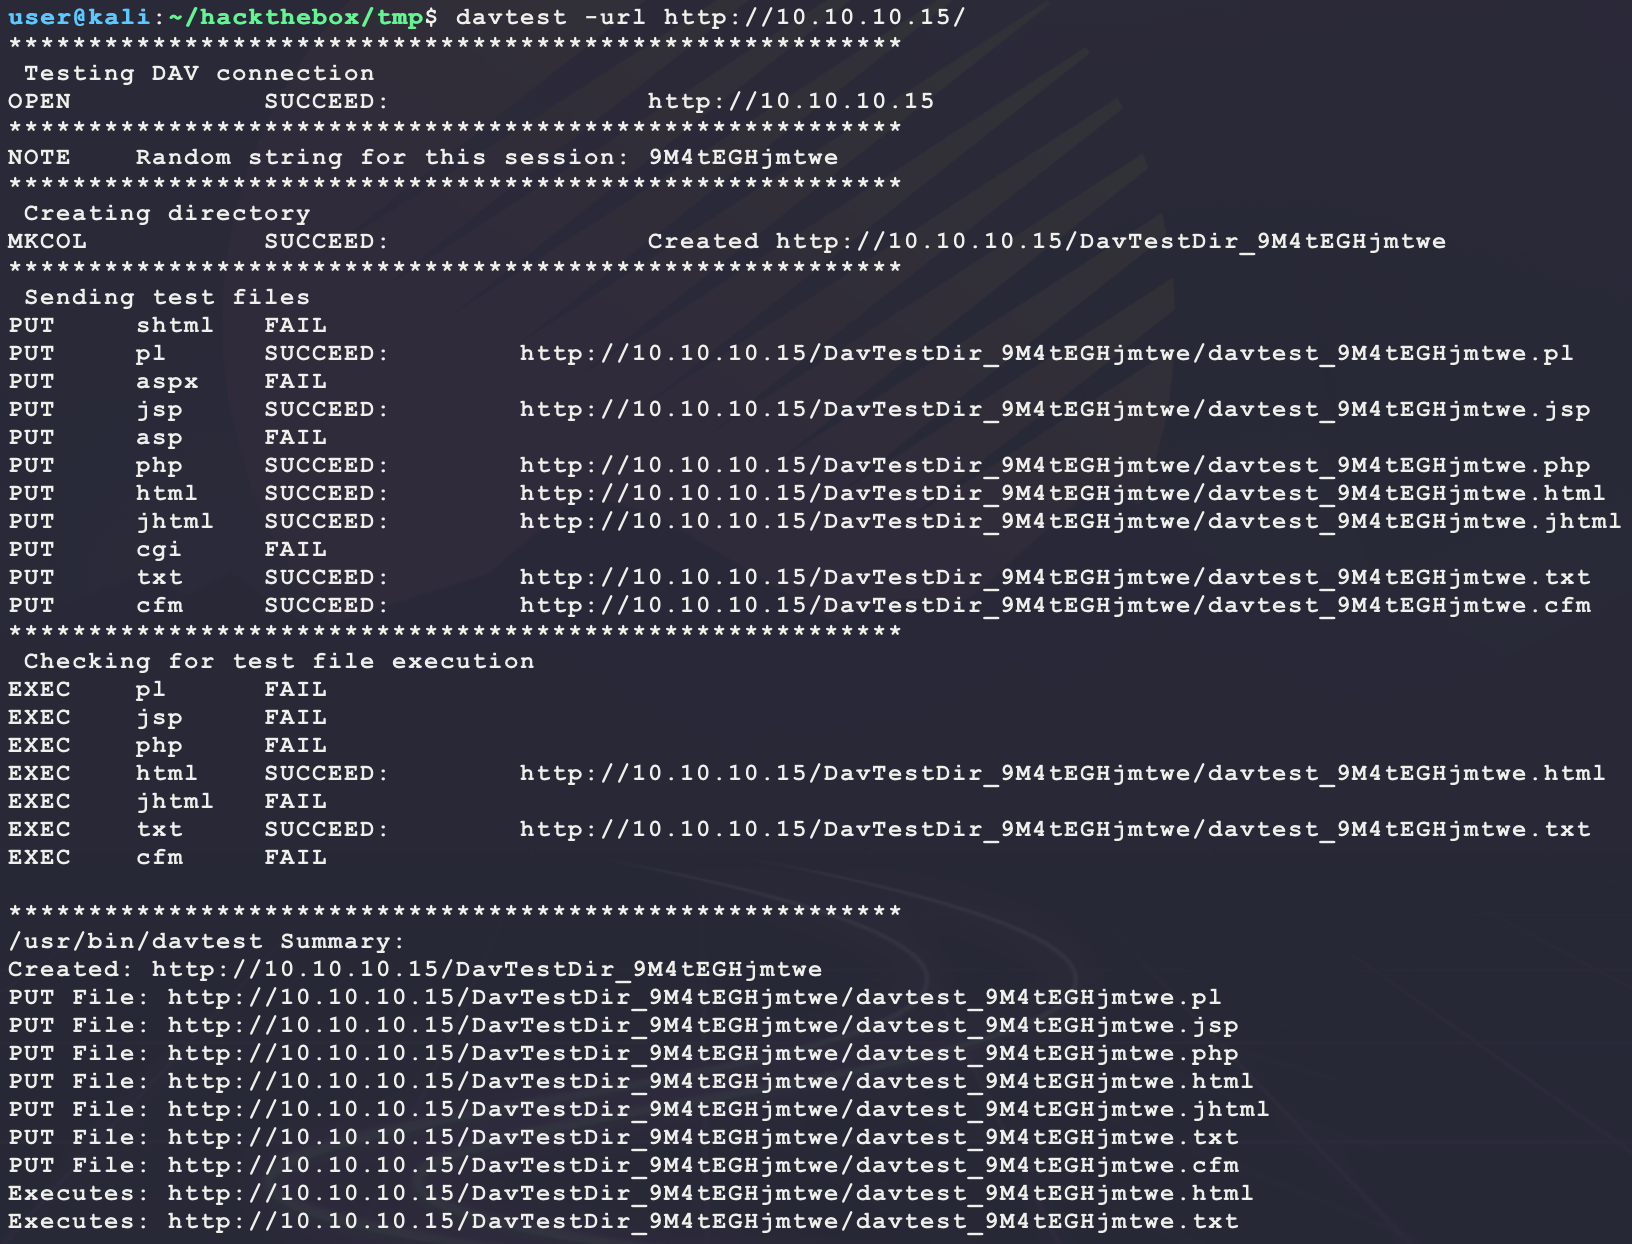 user@kali:~/hackthebox/tmp$ davtest -url http://10.10.10.15/
********************************************************
 Testing DAV connection
OPEN            SUCCEED:                http://10.10.10.15
********************************************************
NOTE    Random string for this session: 9M4tEGHjmtwe
********************************************************
 Creating directory
MKCOL           SUCCEED:                Created http://10.10.10.15/DavTestDir_9M4tEGHjmtwe
********************************************************
 Sending test files
PUT     shtml   FAIL
PUT     pl      SUCCEED:        http://10.10.10.15/DavTestDir_9M4tEGHjmtwe/davtest_9M4tEGHjmtwe.pl
PUT     aspx    FAIL
PUT     jsp     SUCCEED:        http://10.10.10.15/DavTestDir_9M4tEGHjmtwe/davtest_9M4tEGHjmtwe.jsp
PUT     asp     FAIL
PUT     php     SUCCEED:        http://10.10.10.15/DavTestDir_9M4tEGHjmtwe/davtest_9M4tEGHjmtwe.php
PUT     html    SUCCEED:        http://10.10.10.15/DavTestDir_9M4tEGHjmtwe/davtest_9M4tEGHjmtwe.html
PUT     jhtml   SUCCEED:        http://10.10.10.15/DavTestDir_9M4tEGHjmtwe/davtest_9M4tEGHjmtwe.jhtml
PUT     cgi     FAIL
PUT     txt     SUCCEED:        http://10.10.10.15/DavTestDir_9M4tEGHjmtwe/davtest_9M4tEGHjmtwe.txt
PUT     cfm     SUCCEED:        http://10.10.10.15/DavTestDir_9M4tEGHjmtwe/davtest_9M4tEGHjmtwe.cfm
********************************************************
 Checking for test file execution
EXEC    pl      FAIL
EXEC    jsp     FAIL
EXEC    php     FAIL
EXEC    html    SUCCEED:        http://10.10.10.15/DavTestDir_9M4tEGHjmtwe/davtest_9M4tEGHjmtwe.html
EXEC    jhtml   FAIL
EXEC    txt     SUCCEED:        http://10.10.10.15/DavTestDir_9M4tEGHjmtwe/davtest_9M4tEGHjmtwe.txt
EXEC    cfm     FAIL
********************************************************
/usr/bin/davtest Summary:
Created: http://10.10.10.15/DavTestDir_9M4tEGHjmtwe
PUT File: http://10.10.10.15/DavTestDir_9M4tEGHjmtwe/davtest_9M4tEGHjmtwe.pl
PUT File: http://10.10.10.15/DavTestDir_9M4tEGHjmtwe/davtest_9M4tEGHjmtwe.jsp
PUT File: http://10.10.10.15/DavTestDir_9M4tEGHjmtwe/davtest_9M4tEGHjmtwe.php
PUT File: http://10.10.10.15/DavTestDir_9M4tEGHjmtwe/davtest_9M4tEGHjmtwe.html
PUT File: http://10.10.10.15/DavTestDir_9M4tEGHjmtwe/davtest_9M4tEGHjmtwe.jhtml
PUT File: http://10.10.10.15/DavTestDir_9M4tEGHjmtwe/davtest_9M4tEGHjmtwe.txt
PUT File: http://10.10.10.15/DavTestDir_9M4tEGHjmtwe/davtest_9M4tEGHjmtwe.cfm
Executes: http://10.10.10.15/DavTestDir_9M4tEGHjmtwe/davtest_9M4tEGHjmtwe.html
Executes: http://10.10.10.15/DavTestDir_9M4tEGHjmtwe/davtest_9M4tEGHjmtwe.txt